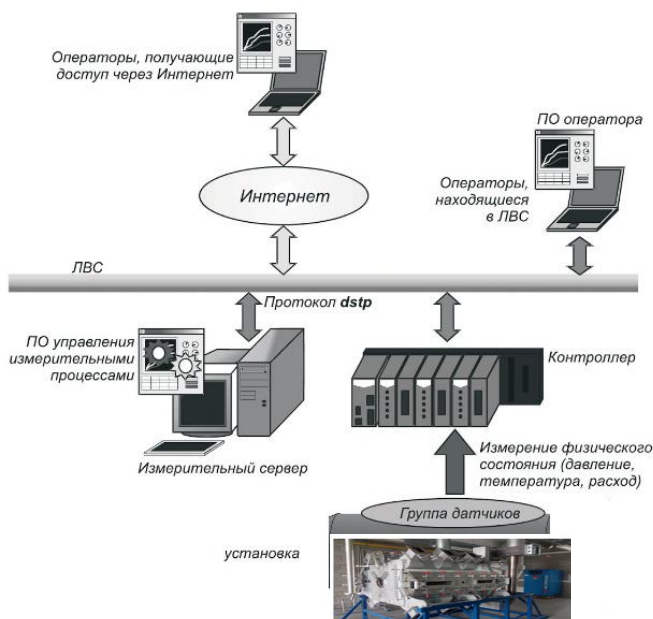 Операторы, получающие
доступ через Интернет
ПО оператора
Операторы,
находящиеся
в ЛВС
Интернет
ЛВС
Протокол dstp
ПО управления
измерительными
процессами
Контроллер
Измерительный сервер
Измерение физического
состояния (давление,
температура, расход)
Группа датчиков
установка